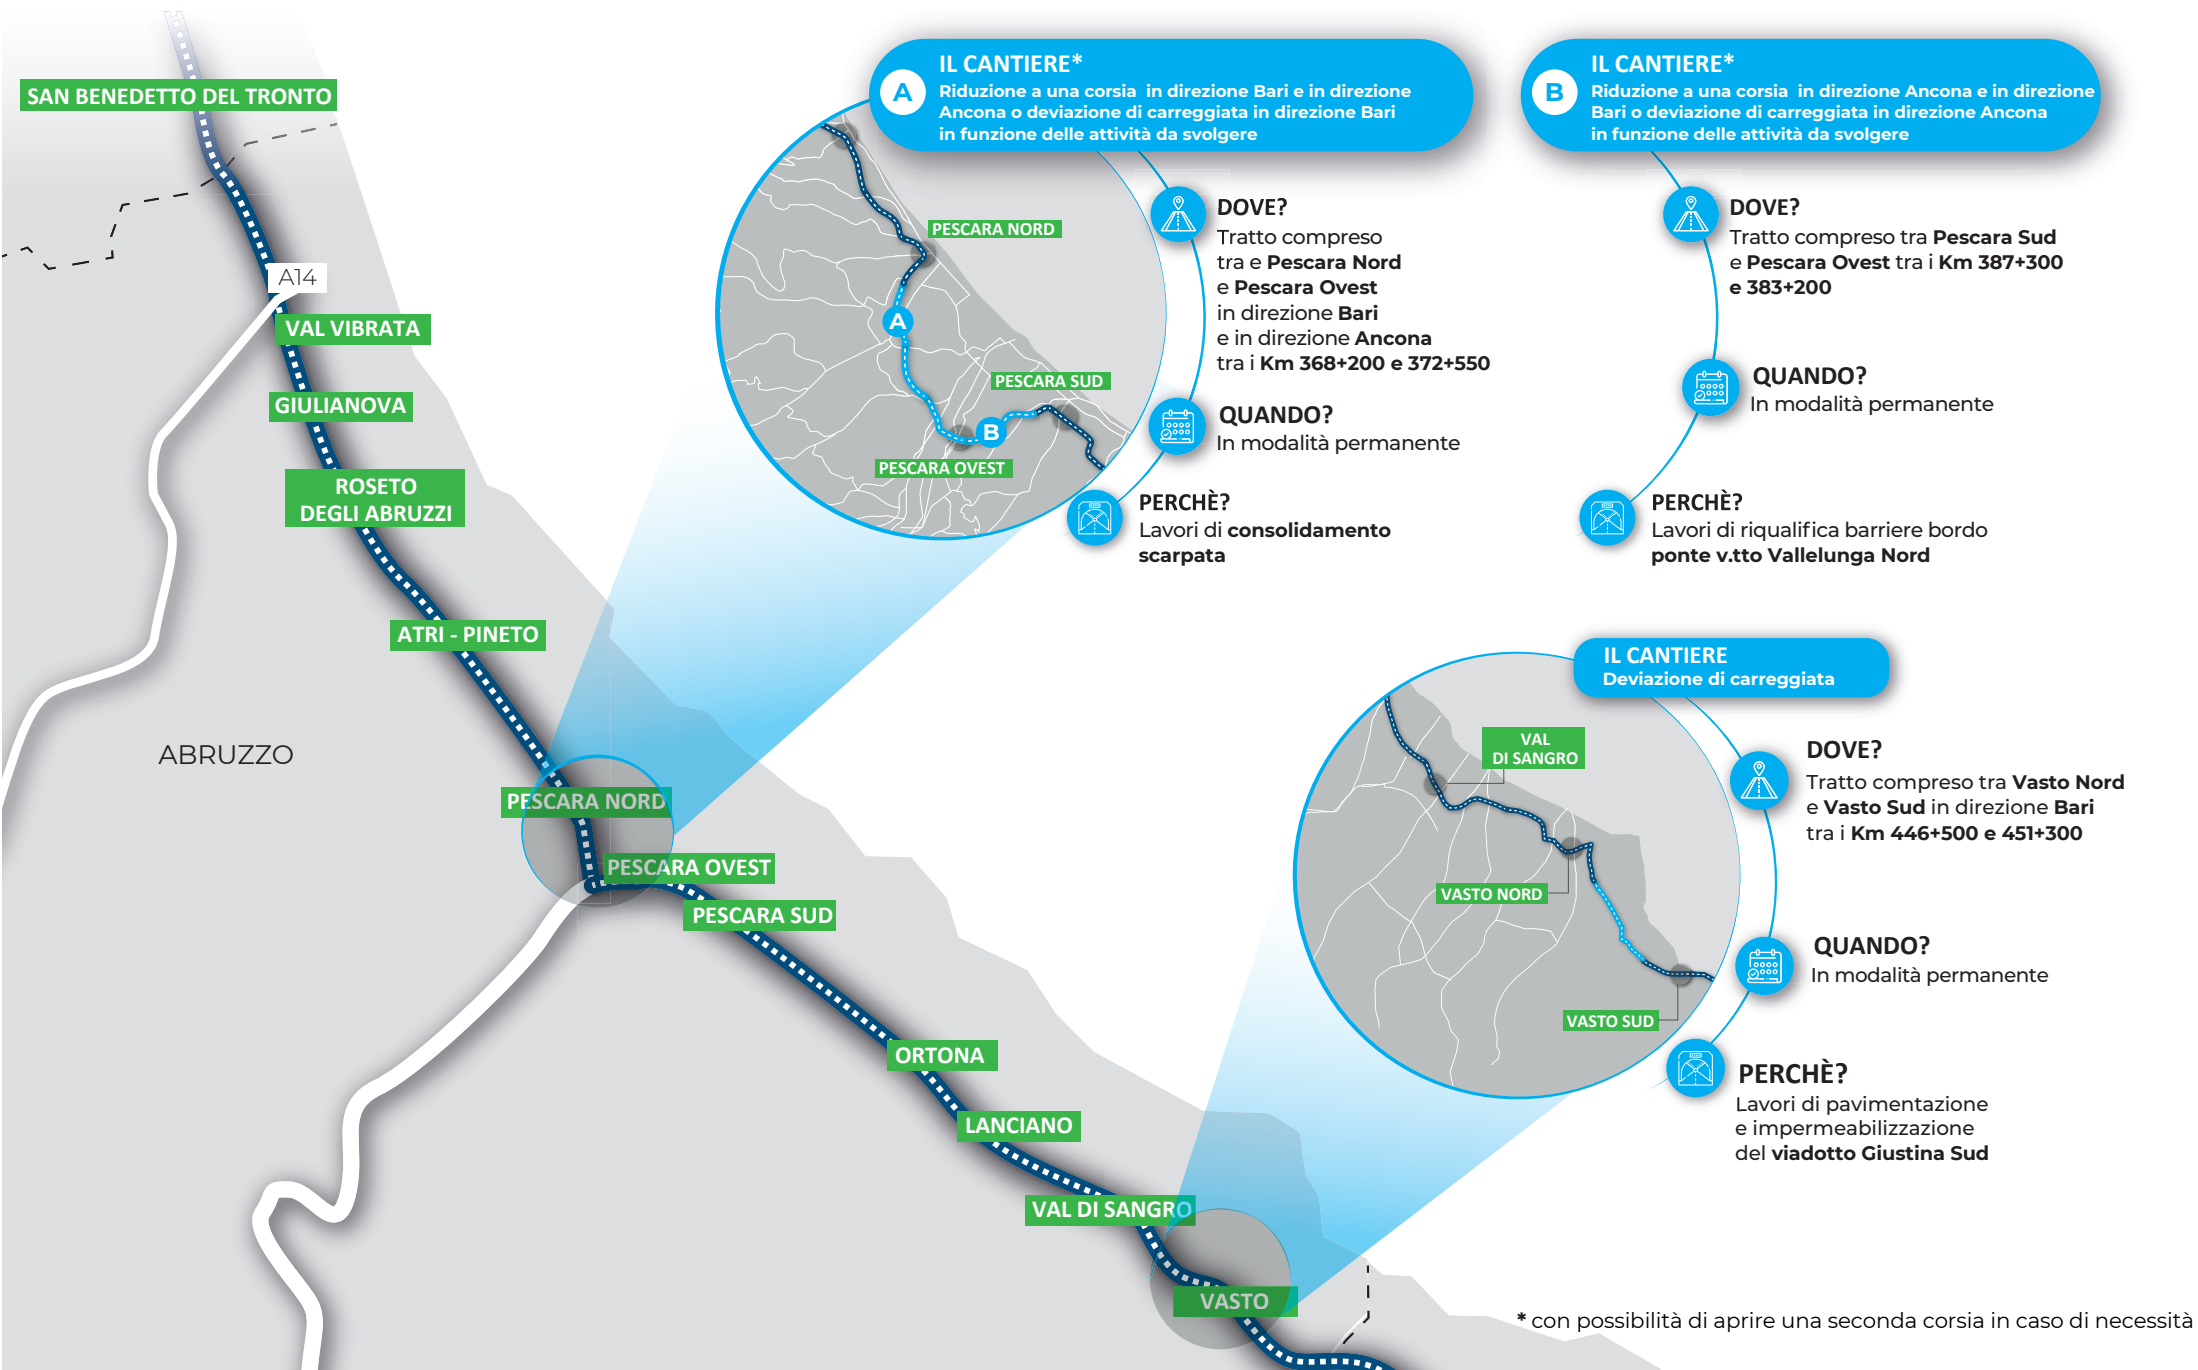 SAN BENEDETTO DEL TRONTO
A14
VAL VIBRATA
GIULIANOVA
ROSETO
DEGLI ABRUZZI
ATRI - PINETO
ABRUZZO
PESCARA NORD
PESCARA OVEST
PESCARA SUD
ORTONA
LANCIANO
VAL DI SANGRO
VASTO
A
IL CANTIERE*
Riduzione a una corsia in direzione Bari e in direzione
Ancona o deviazione di carreggiata in direzione Bari
in funzione delle attività da svolgere
PESCARA NORD
A
PESCARA SUD
B
PESCARA OVEST
DOVE?
Tratto compreso
tra e Pescara Nord
e Pescara Ovest
in direzione Bari
e in direzione Ancona
tra i Km 368+200 e 372+550
QUANDO?
In modalità permanente
PERCHÈ?
Lavori di consolidamento
scarpata
B
IL CANTIERE*
Riduzione a una corsia in direzione Ancona e in direzione
Bari o deviazione di carreggiata in direzione Ancona
in funzione delle attività da svolgere
DOVE?
Tratto compreso tra Pescara Sud
e Pescara Ovest tra i Km 387+300
e 383+200
QUANDO?
In modalità permanente
PERCHÈ?
Lavori di riqualifica barriere bordo
ponte v.tto Vallelunga Nord
IL CANTIERE
Deviazione di carreggiata
VAL
DI SANGRO
VASTO NORD
VASTO SUD
DOVE?
Tratto compreso tra Vasto Nord
e Vasto Sud in direzione Bari
tra i Km 446+500 e 451+300
QUANDO?
In modalità permanente
PERCHÈ?
Lavori di pavimentazione
e impermeabilizzazione
del viadotto Giustina Sud
* con possibilità di aprire una seconda corsia in caso di necessità